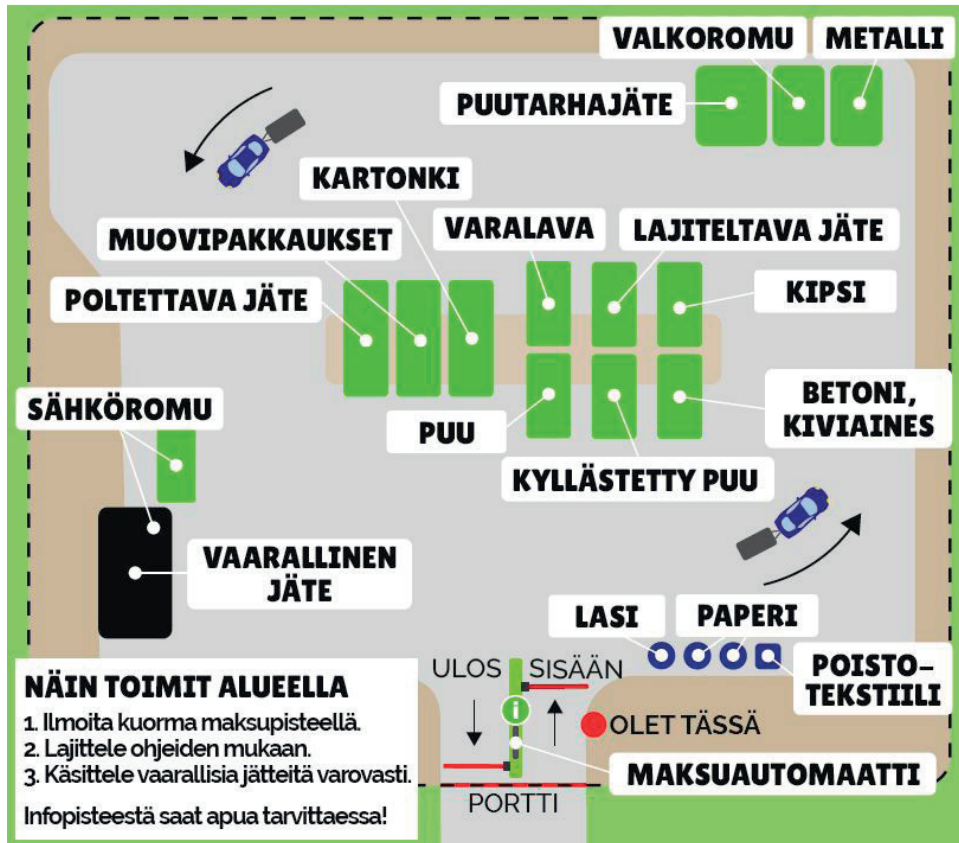 VALKOROMU
METALLI
PUUTARHAJÄTE
KARTONKI
MUOVIPAKKAUKSET
VARALAVA
LAJITELTAVA JÄTE
POLTETTAVA JÄTE
KIPSI
SÄHKÖROMU
PUU
BETONI,
KIVIAINES
KYLLÄSTETTY PUU
VAARALLINEN
JÄTE
LASI
PAPERI
POISTO-
TEKSTIILI
ULOS
SISÄÄN
i
OLET TÄSSÄ
MAKSUAUTOMAATTI
PORTTI
NÄIN TOIMIT ALUEELLA
1. Ilmoita kuorma maksupisteellä.
2. Lajittele ohjeiden mukaan.
3. Käsittele vaarallisia jätteitä varovasti.
Infopisteestä saat apua tarvittaessa!